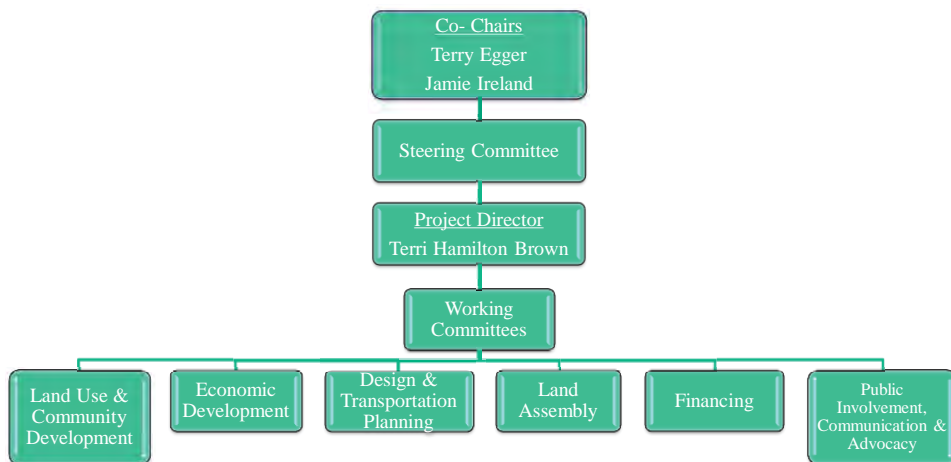 Co- Chairs
Terry Egger
Jamie Ireland
Steering Committee
Project Director
Terri Hamilton Brown
Working
Committees
Land Use &
Community
Development
Economic
Development
Design &
Transportation
Planning
Land
Assembly
Financing
Public
Involvement,
Communication &
Advocacy